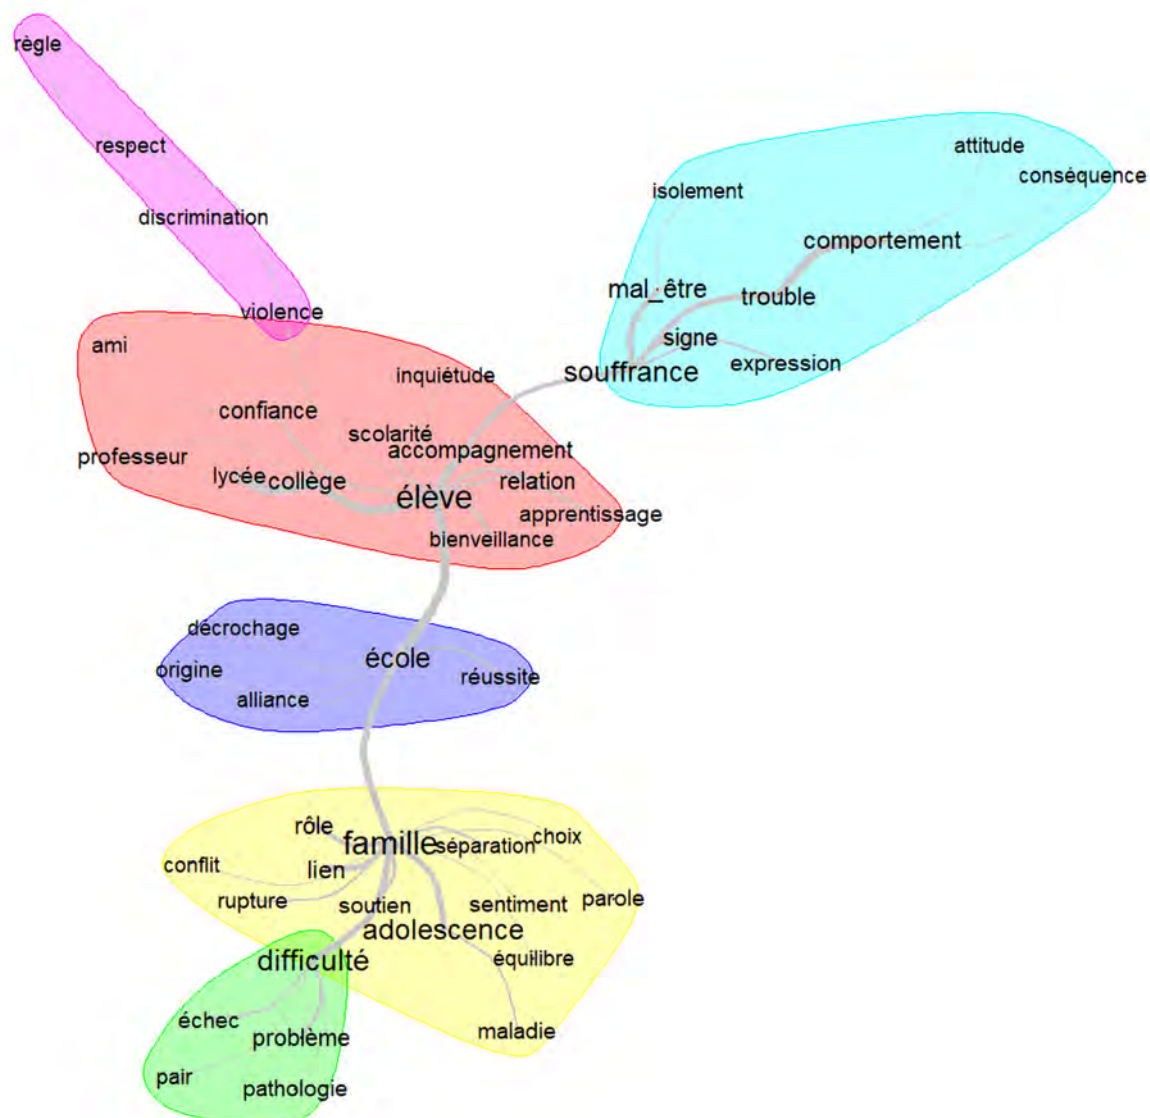 règle
respect
discrimination
violence
attitude
conséquence
isolement
comportement
mal_être
trouble
signe
expression
souffrance
ami
inquiétude
confiance
scolarité
accompagnement
professeur
lycée
collège
relation
élève
apprentissage
bienveillance
décrochage
école
origine
réussite
alliance
rôle
famille
séparation
choix
conflit
lien
rupture
soutien
sentiment
parole
adolescence
difficulté
équilibre
échec
problème
maladie
pair
pathologie